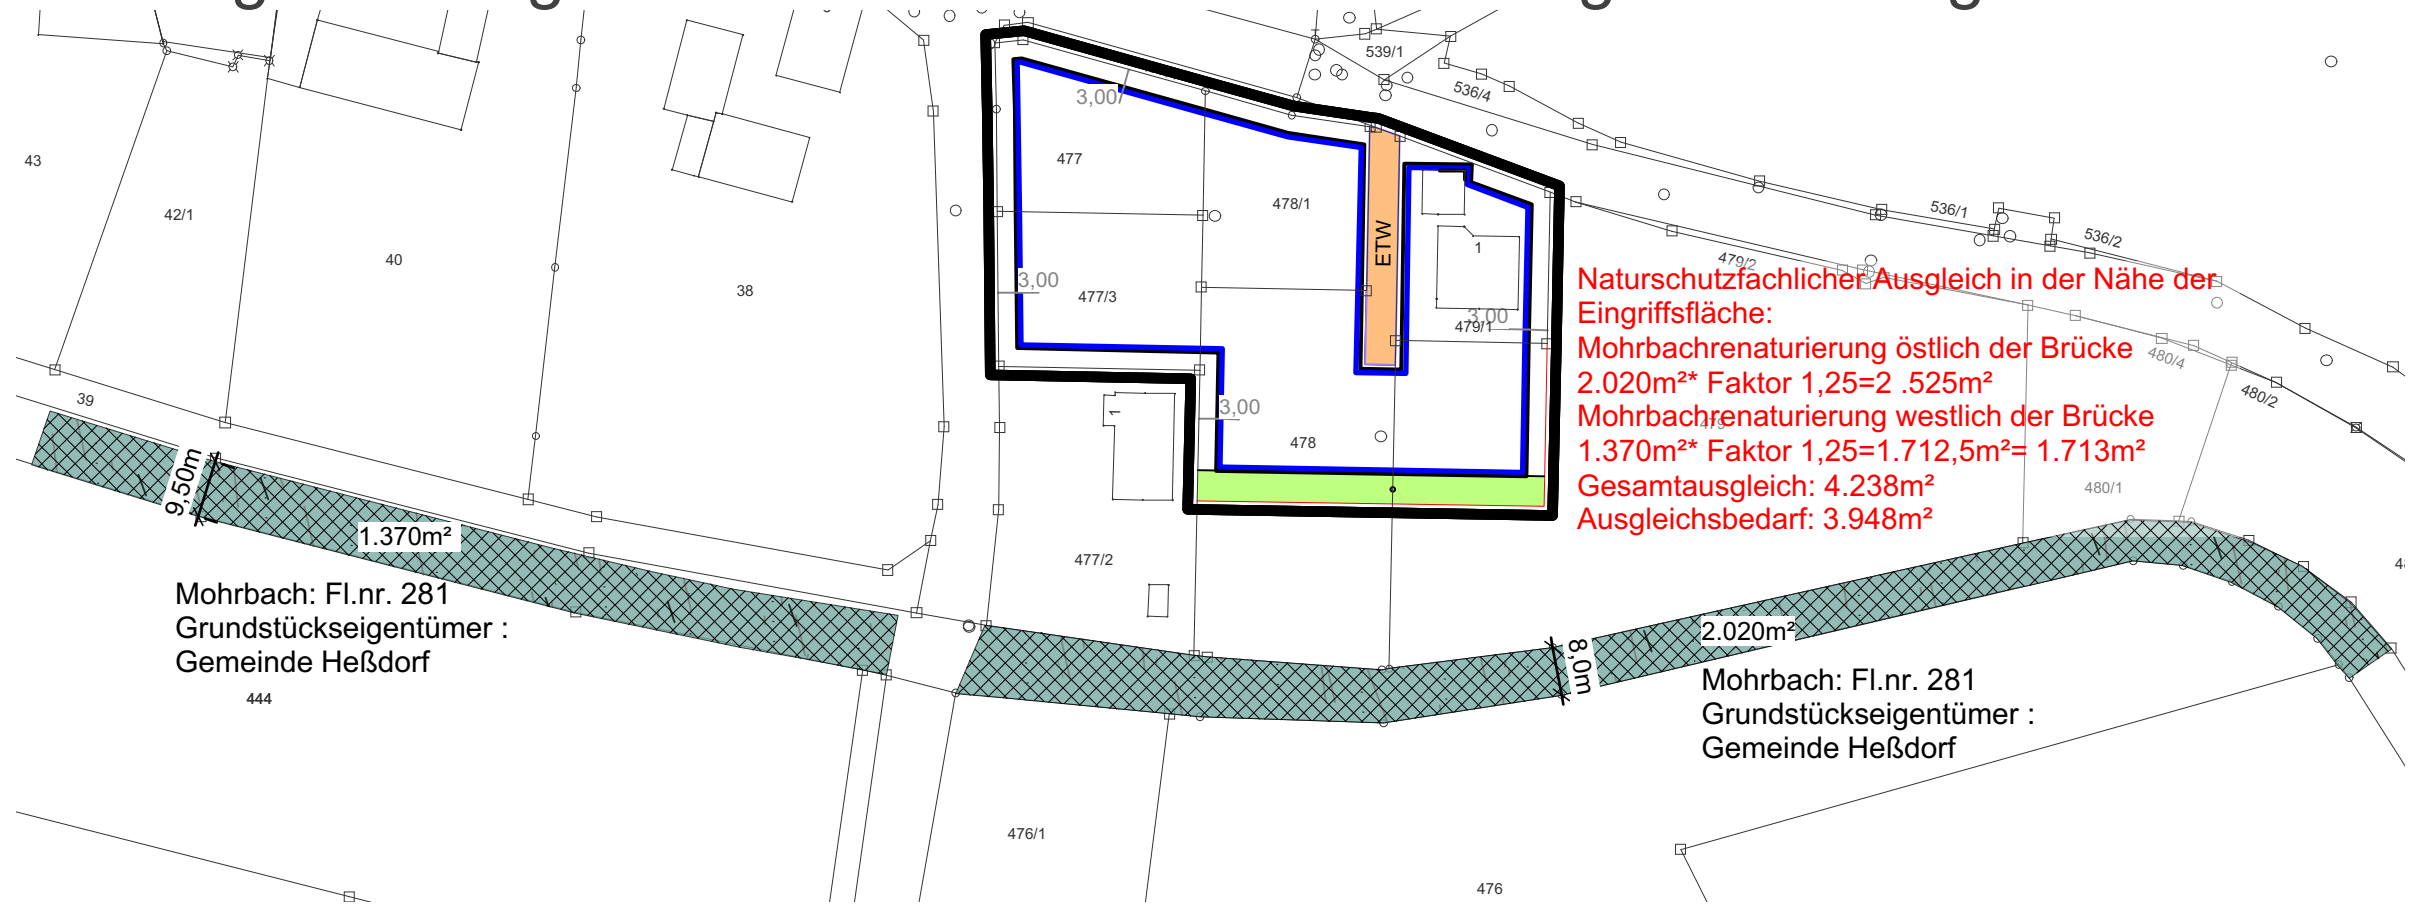 539/1
536/4
3,00
43
477
42/1
478/1
536/1
536/2
ETW
1
40
479/2
38
3,00
477/3
3,00
479/1
Naturschutzfachlicher Ausgleich in der Nähe der
Eingriffsfläche:
Mohrbachrenaturierung östlich der Brücke
2.020m²* Faktor 1,25=2 .525m²
Mohrbachrenaturierung westlich der Brücke
1.370m²* Faktor 1,25=1.712,5m²= 1.713m²
Gesamtausgleich: 4.238m²
Ausgleichsbedarf: 3.948m²
480/4
480/2
39
1
3,00
479
478
9,50m
480/1
1.370m²
477/2
Mohrbach: Fl.nr. 281
Grundstückseigentümer :
Gemeinde Heßdorf
444
2.020m²
8,0m
Mohrbach: Fl.nr. 281
Grundstückseigentümer :
Gemeinde Heßdorf
476/1
476